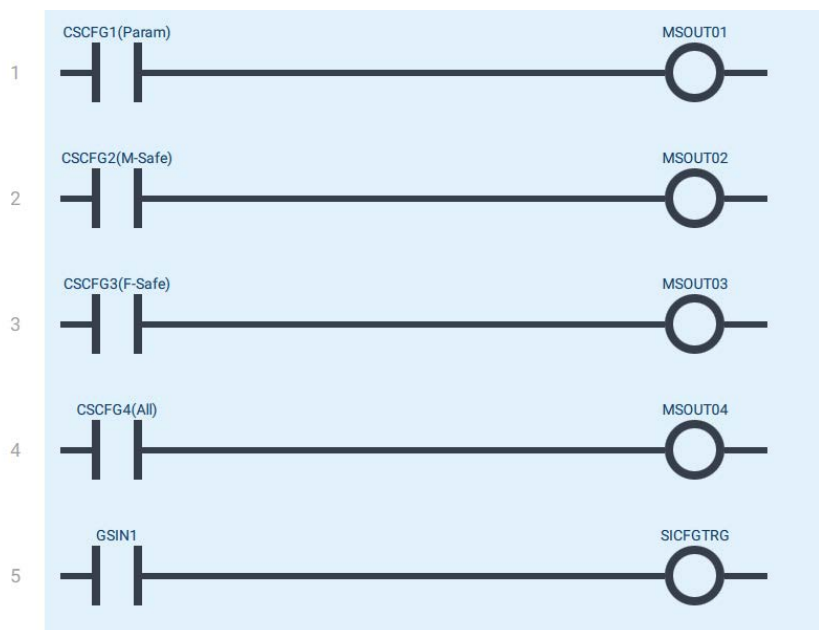 CSCFG1(Param) MSOUT01
1
CSCFG2(M-Safe) MSOUT02
2
CSCFG3(F-Safe) MSOUT03
3
CSCFG4(All) MSOUT04
4
GSIN1 SICFGTRG
5